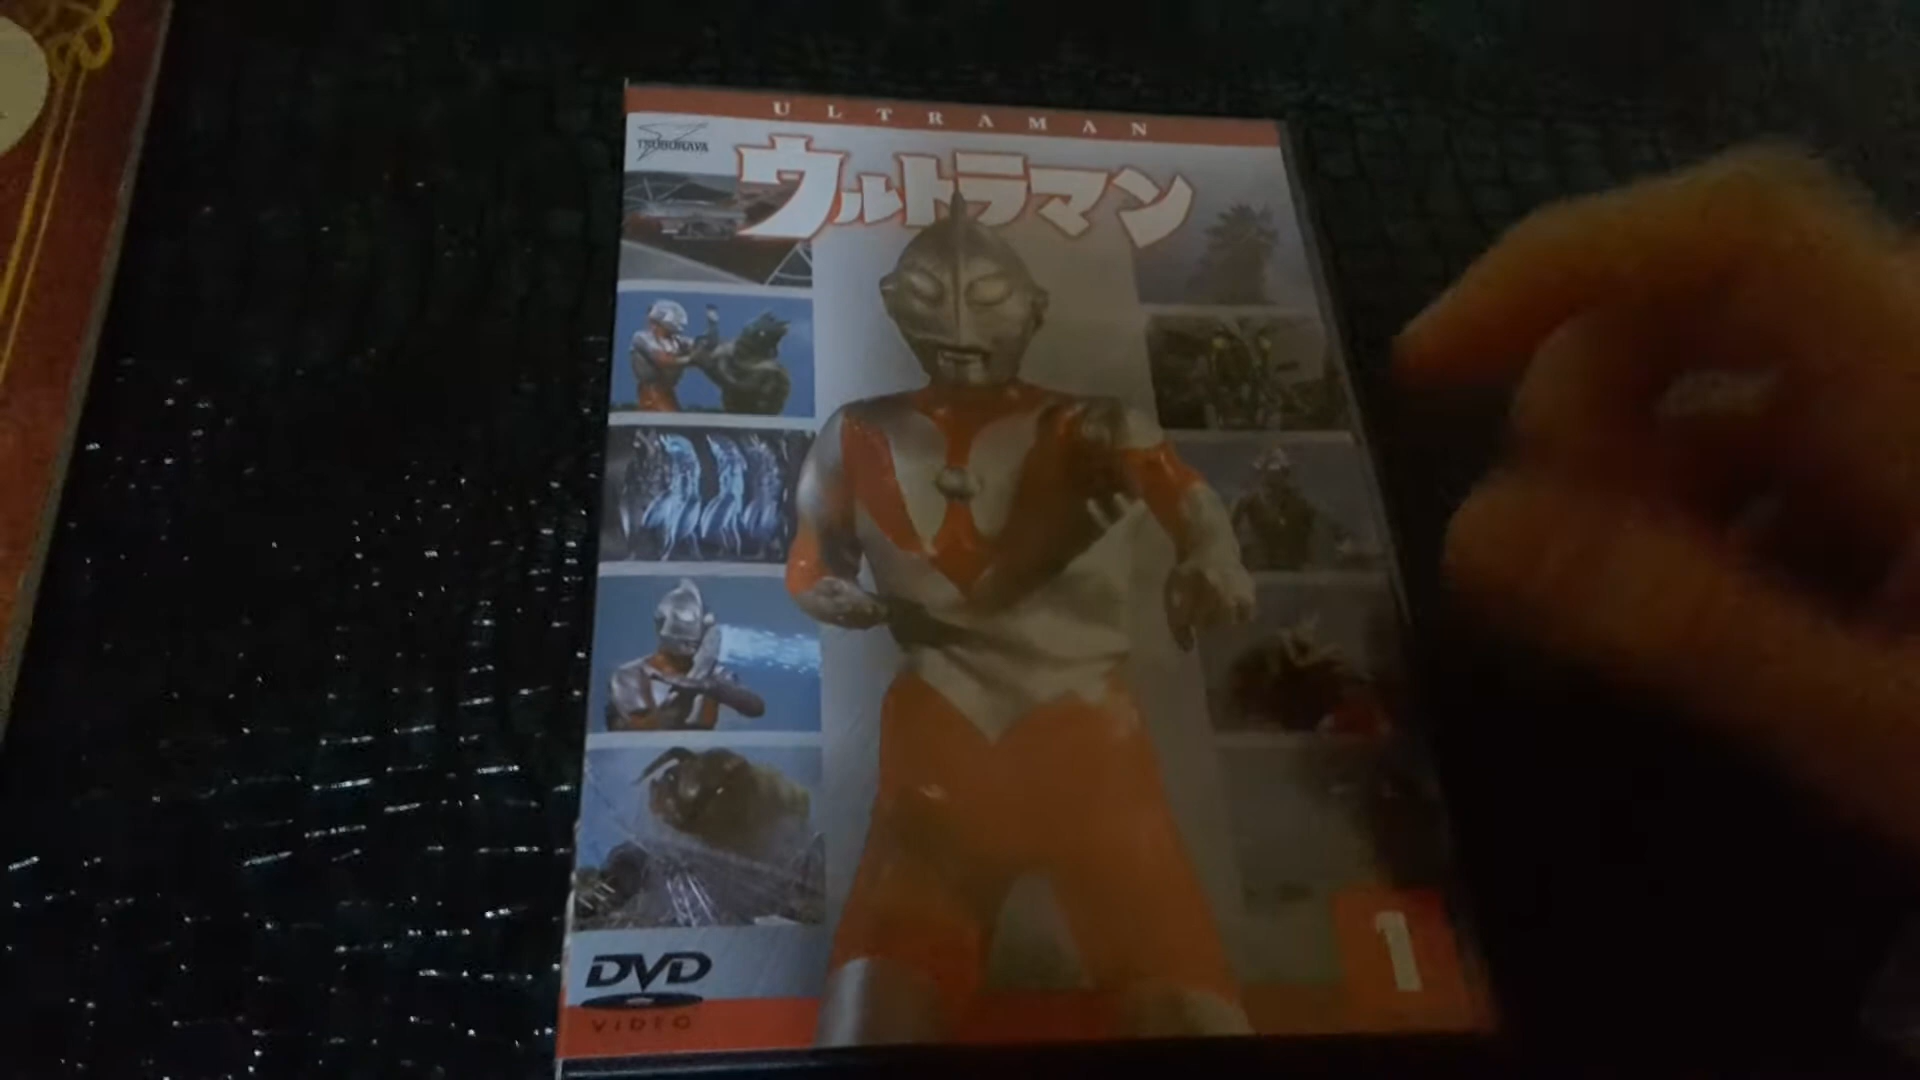 ULTRAMAN
TSUBURAYA
ウルトラマン
DVD
VIDEO
1